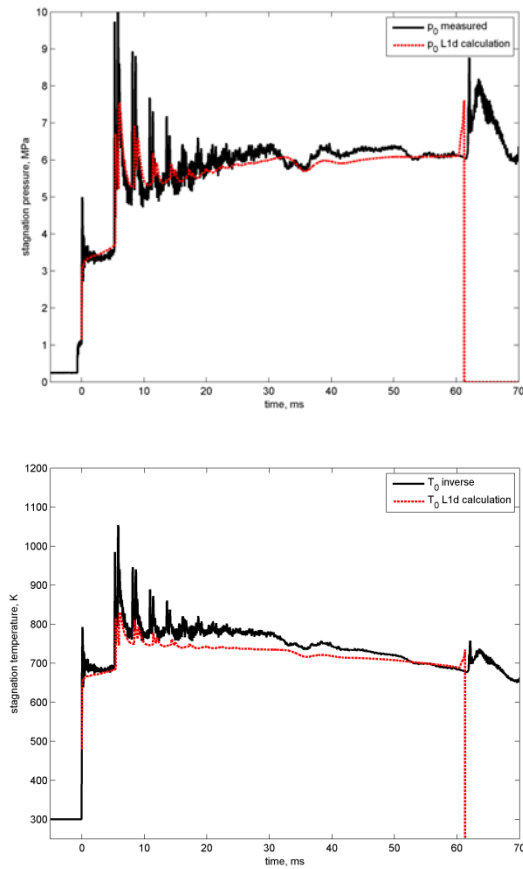 10
9
8
7
6
5
4
3
2
1
0
stagnation pressure, MPa
p0 measured
p0 L1d calculation
0 10 20 30 40 50 60 70
time, ms
1200
1100
1000
900
800
700
600
500
400
300
stagnation temperature, K
T0 inverse
T0 L1d calculation
0 10 20 30 40 50 60 70
time, ms